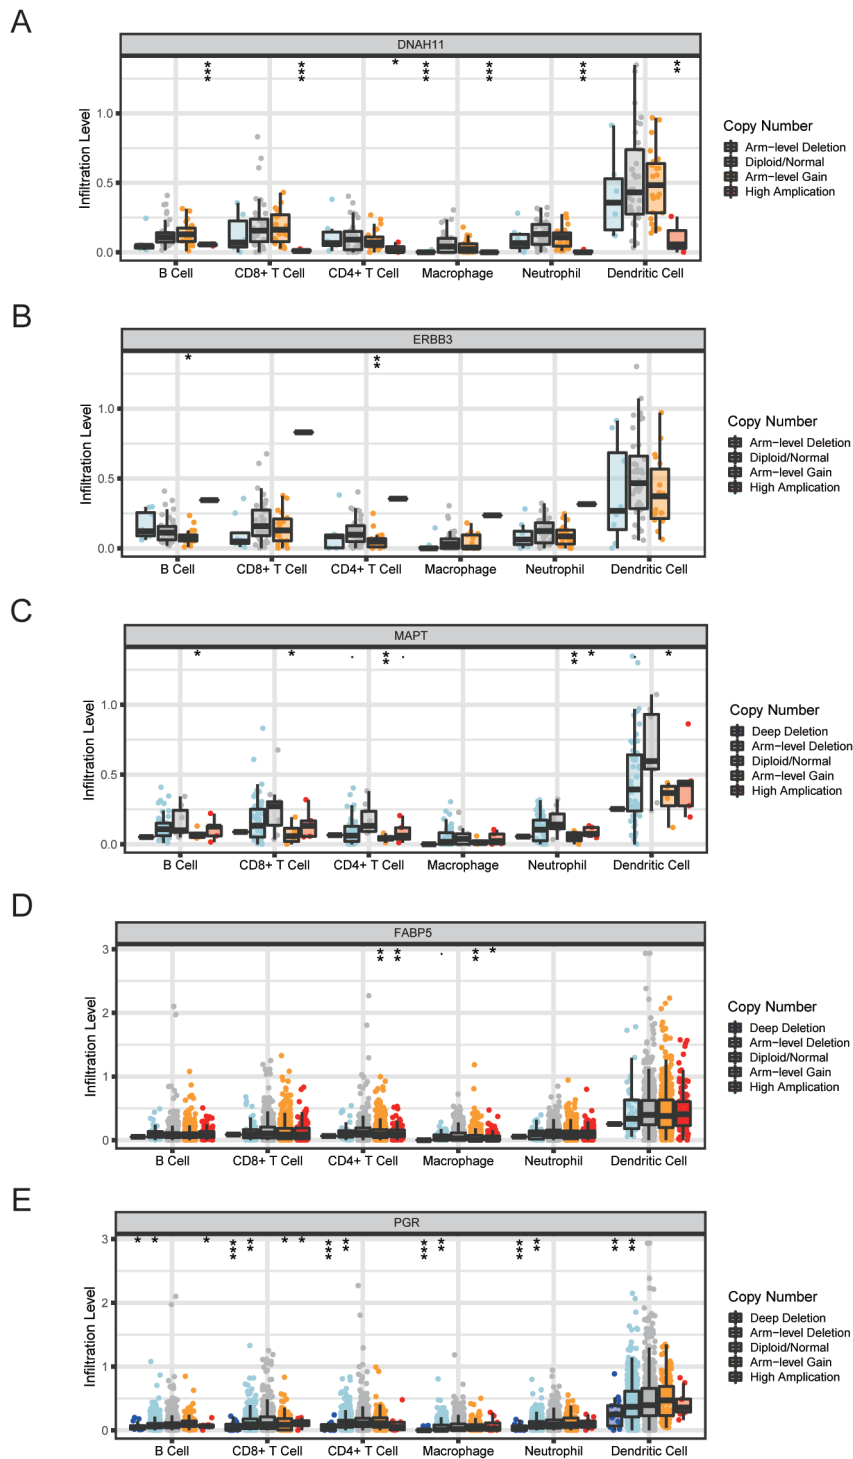 A
DNAH11
*** *** * *** *** *** **
Infiltration Level
1.0
0.5
0.0
B Cell CD8+ T Cell CD4+ T Cell Macrophage Neutrophil Dendritic Cell
Copy Number
Arm-level Deletion
Diploid/Normal
Arm-level Gain
High Amplication
B
ERBB3
* **
Infiltration Level
1.0
0.5
0.0
B Cell CD8+ T Cell CD4+ T Cell Macrophage Neutrophil Dendritic Cell
Copy Number
Arm-level Deletion
Diploid/Normal
Arm-level Gain
High Amplication
C
MAPT
* * . ** . ** * . *
Infiltration Level
1.0
0.5
0.0
B Cell CD8+ T Cell CD4+ T Cell Macrophage Neutrophil Dendritic Cell
Copy Number
Deep Deletion
Arm-level Deletion
Diploid/Normal
Arm-level Gain
High Amplication
D
FABP5
** ** . ** *
Infiltration Level
3
2
1
0
B Cell CD8+ T Cell CD4+ T Cell Macrophage Neutrophil Dendritic Cell
Copy Number
Deep Deletion
Arm-level Deletion
Diploid/Normal
Arm-level Gain
High Amplication
E
PGR
* * * *** ** * * *** ** *** ** *** ** ** **
Infiltration Level
3
2
1
0
B Cell CD8+ T Cell CD4+ T Cell Macrophage Neutrophil Dendritic Cell
Copy Number
Deep Deletion
Arm-level Deletion
Diploid/Normal
Arm-level Gain
High Amplication